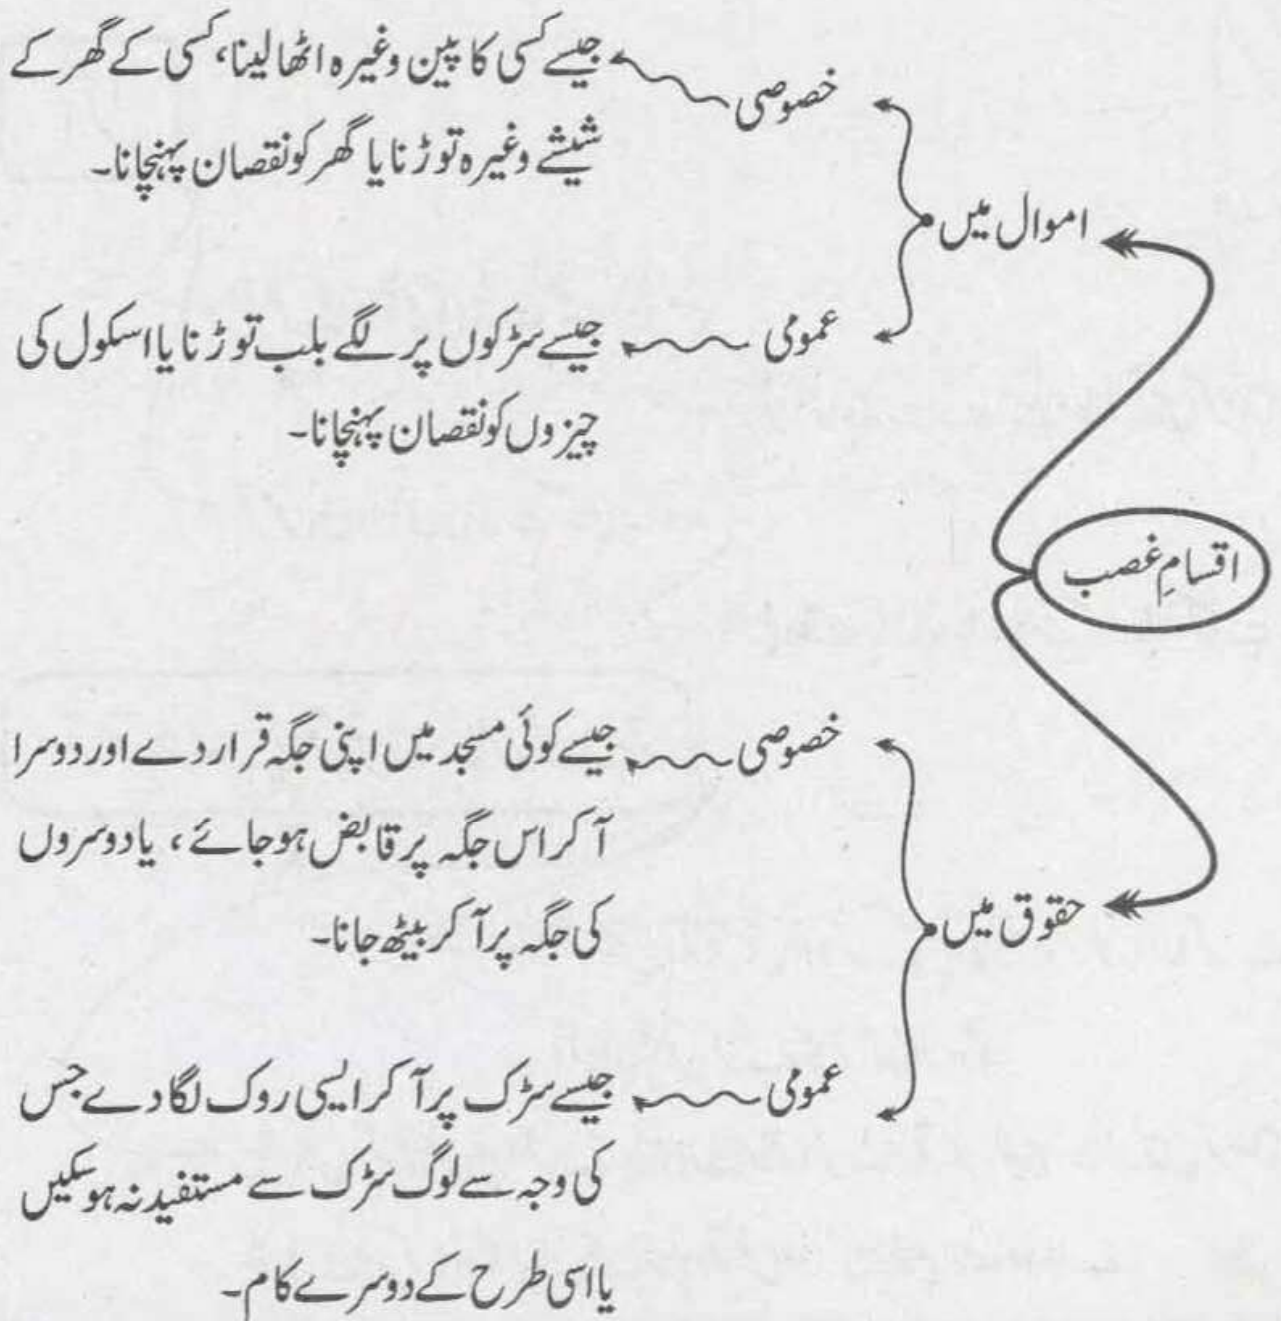 اقسامِ غصب
اموال میں
خصوصی
جیسے کسی کا پین وغیرہ اٹھا لینا، کسی کے گھر کے
شیشے وغیرہ توڑنا یا گھر کو نقصان پہنچانا۔
عمومی
جیسے سڑکوں پر لگے بلب توڑنا یا اسکول کی
چیزوں کو نقصان پہنچانا۔
حقوق میں
خصوصی
جیسے کوئی مسجد میں اپنی جگہ قرار دے اور دوسرا
آ کر اس جگہ پر قابض ہو جائے، یا دوسروں
کی جگہ پر آ کر بیٹھ جانا۔
عمومی
جیسے سڑک پر آ کر ایسی روک لگا دے جس
کی وجہ سے لوگ سڑک سے مستفید نہ ہو سکیں
یا اسی طرح کے دوسرے کام۔